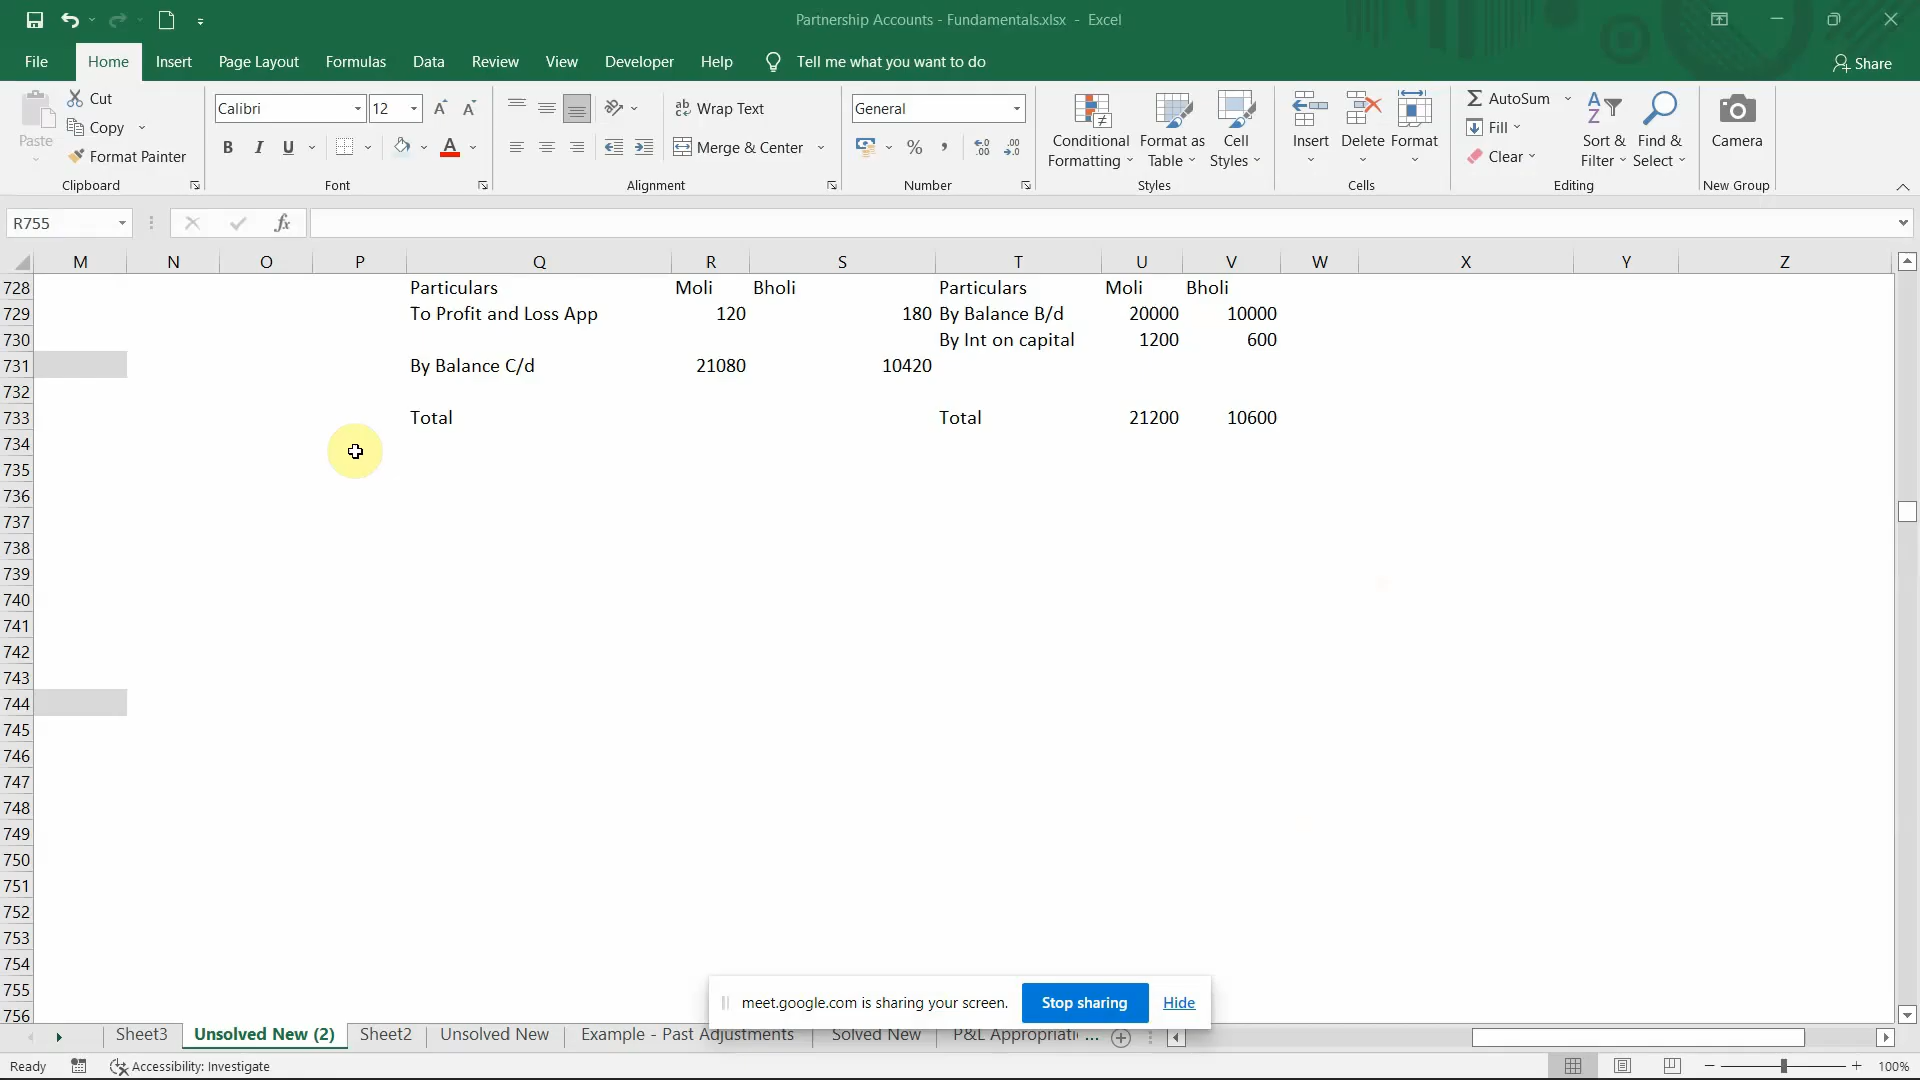 Partnership Accounts - Fundamentals.xlsx - Excel
File Home Insert Page Layout Formulas Data Review View Developer Help Tell me what you want to do Share
Paste Cut Copy Format Painter
Clipboard
Calibri 12
B I U A
Font
Wrap Text
Merge & Center
Alignment
General
Number
Conditional Formatting Format as Table Cell Styles
Styles
Insert Delete Format
Cells
AutoSum Fill Clear
Sort & Filter Find & Select
Editing
Camera
New Group
R755 fx
M N O P Q R S T U V W X Y Z
728 Particulars Moli Bholi Particulars Moli Bholi
729 To Profit and Loss App 120 180 By Balance B/d 20000 10000
730 By Int on capital 1200 600
731 By Balance C/d 21080 10420
732
733 Total Total 21200 10600
734
735
736
737
738
739
740
741
742
743
744
745
746
747
748
749
750
751
752
753
754
755
756
meet.google.com is sharing your screen. Stop sharing Hide
Sheet3 Unsolved New (2) Sheet2 Unsolved New Example - Past Adjustments Solved New P&L Appropriati ...
Ready Accessibility: Investigate 100%